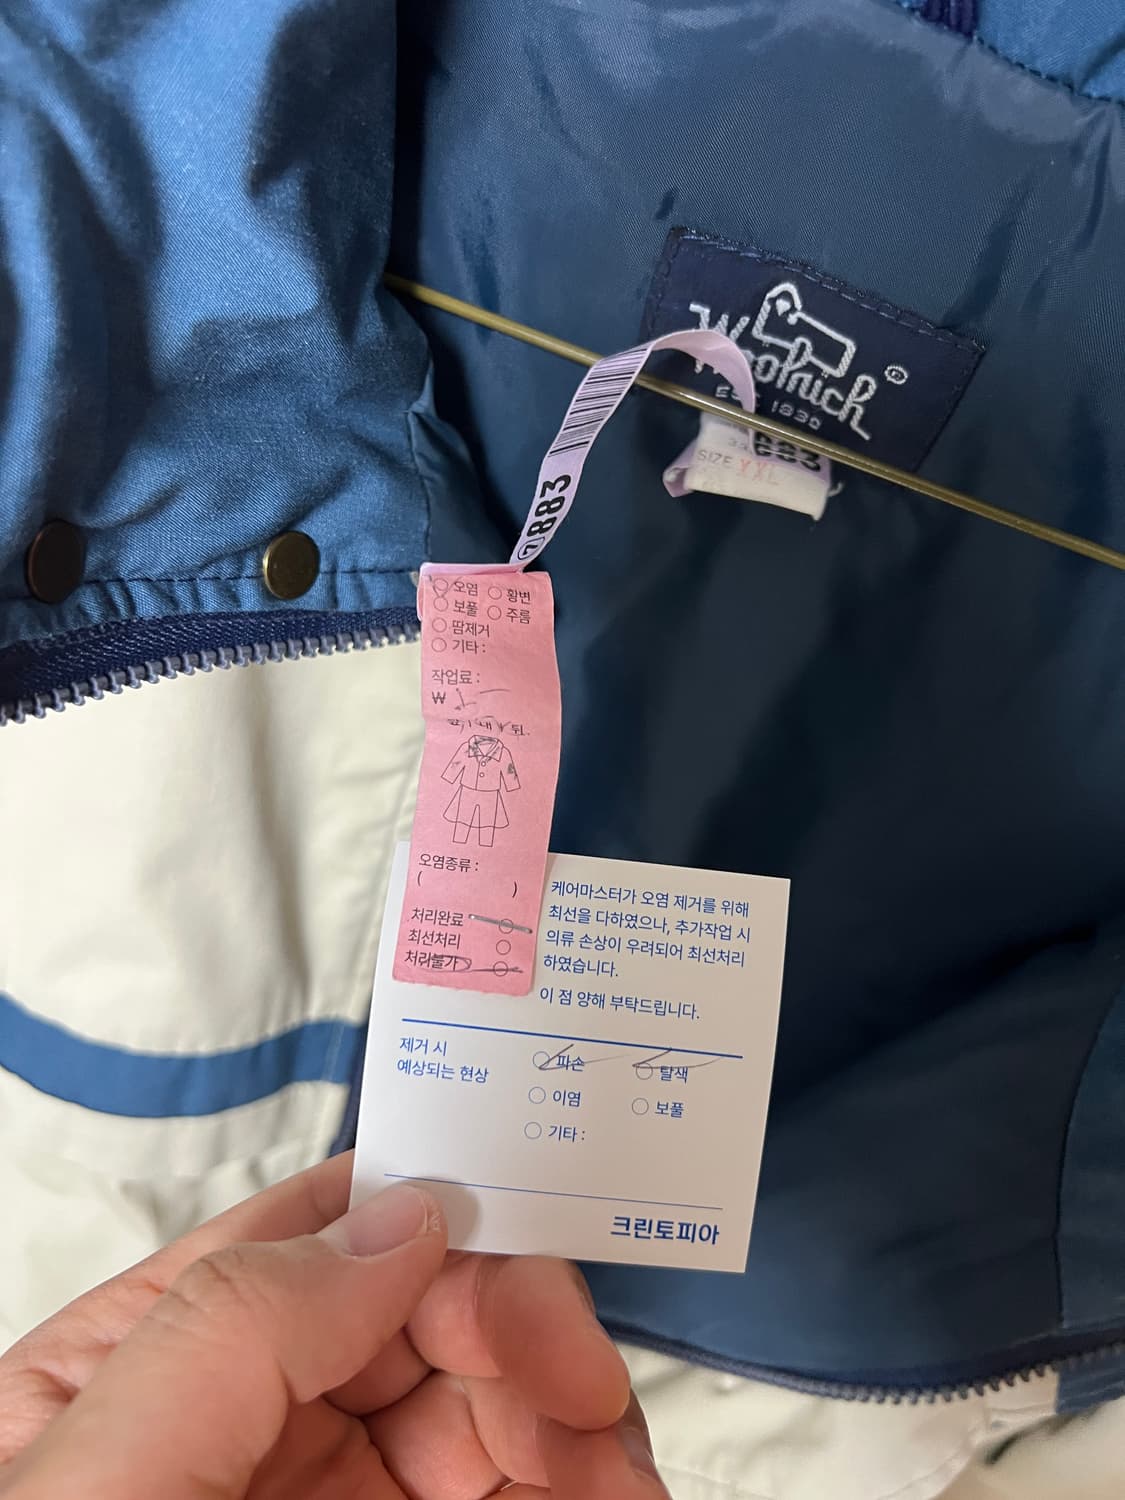 Woolrich
EST. 1830
SIZE XXL
883
⑦883
○ 오염 ○ 황변
○ 보풀 ○ 주름
○ 땀제거
○ 기타 :
작업료 :
₩
오염종류 :
( )
처리완료 ○
최선처리 ○
처리불가 ○
케어마스터가 오염 제거를 위해
최선을 다하였으나, 추가작업 시
의류 손상이 우려되어 최선처리
하였습니다.
이 점 양해 부탁드립니다.
제거 시
예상되는 현상
○ 파손 ○ 탈색
○ 이염 ○ 보풀
○ 기타 :
크린토피아